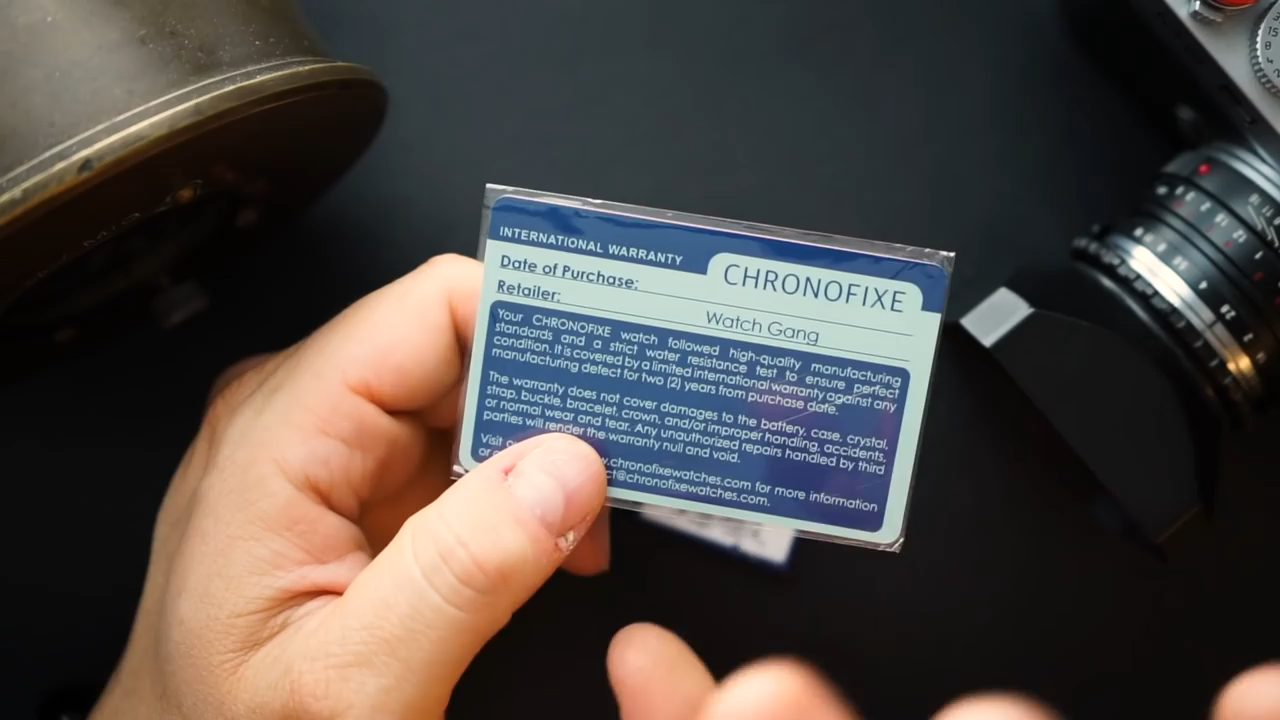 INTERNATIONAL WARRANTY
CHRONOFIXE
Date of Purchase:
Retailer: Watch Gang
Your CHRONOFIXE watch followed high-quality manufacturing
standards and a strict water resistance test to ensure perfect
condition. It is covered by a limited international warranty against any
manufacturing defect for two (2) years from purchase date.
The warranty does not cover damages to the battery, case, crystal,
strap, buckle, bracelet, crown, and/or improper handling, accidents,
or normal wear and tear. Any unauthorized repairs handled by third
parties will render the warranty null and void.
Visit .chronofixewatches.com for more information
or ct@chronofixewatches.com.